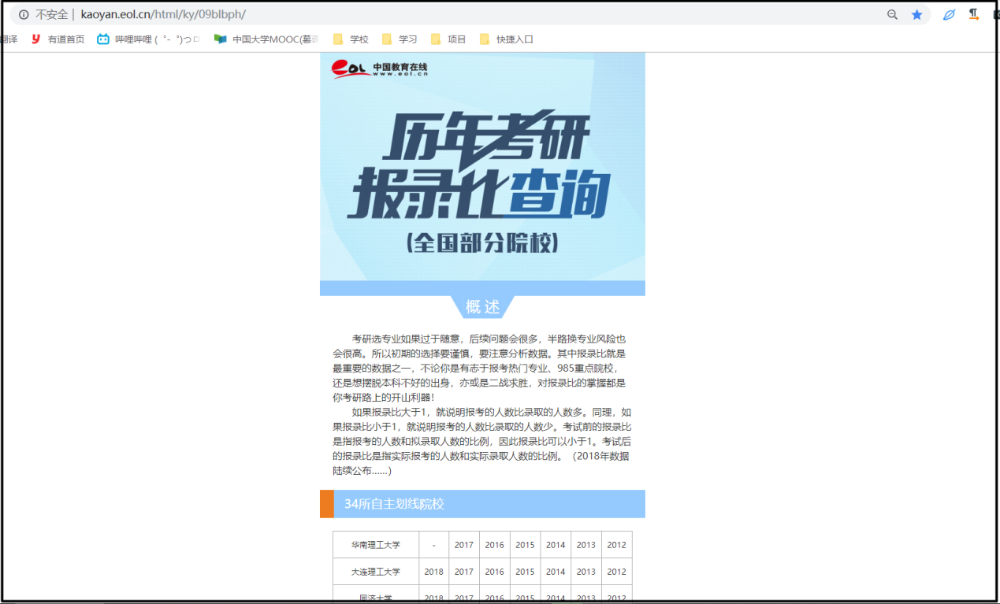 不安全 | kaoyan.eol.cn/html/ky/09blbph/
翻译 有道首页 哔哩哔哩 ( ゜- ゜)つロ 中国大学MOOC(慕课 学校 学习 项目 快捷入口
eol 中国教育在线
www.eol.cn
历年考研
报录比查询
(全国部分院校)
概 述
考研选专业如果过于随意，后续问题会很多，半路换专业风险也
会很高。所以初期的选择要谨慎，要注意分析数据。其中报录比就是
最重要的数据之一，不论你是有志于报考热门专业、985重点院校，
还是想摆脱本科不好的出身，亦或是二战求胜，对报录比的掌握都是
你考研路上的开山利器！
如果报录比大于1，就说明报考的人数比录取的人数多。同理，如
果报录比小于1，就说明报考的人数比录取的人数少。考试前的报录比
是指报考的人数和拟录取人数的比例，因此报录比可以小于1。考试后
的报录比是指实际报考的人数和实际录取人数的比例。（2018年数据
陆续公布......）
34所自主划线院校
华南理工大学 - 2017 2016 2015 2014 2013 2012
大连理工大学 2018 2017 2016 2015 2014 2013 2012
同济大学 2018 2017 2016 2015 2014 2013 2012